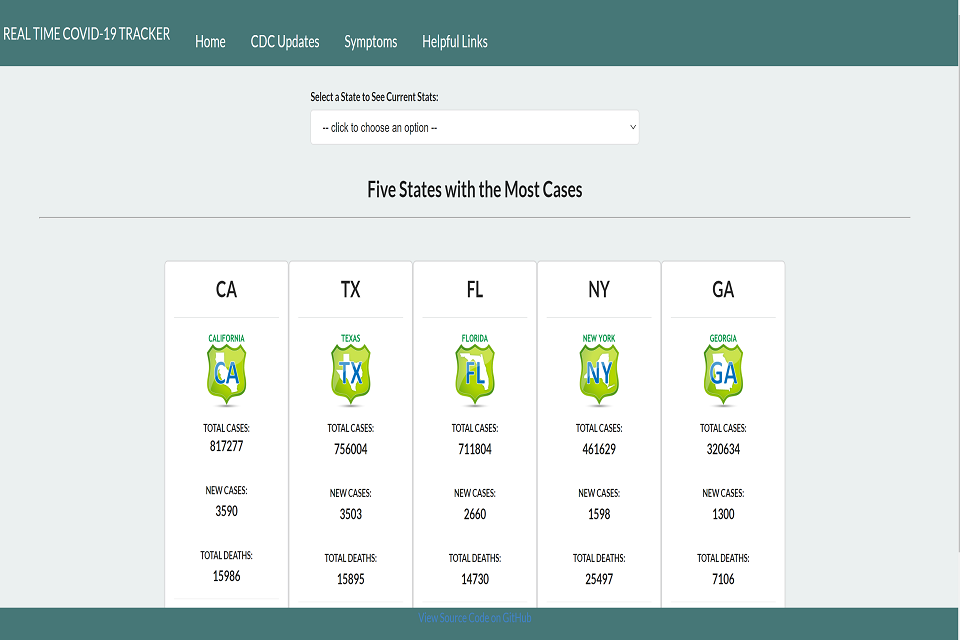 REAL TIME COVID-19 TRACKER
Home
CDC Updates
Symptoms
Helpful Links
Select a State to See Current Stats:
-- click to choose an option --
Five States with the Most Cases
CA
CALIFORNIA
CA
TOTAL CASES:
817277
NEW CASES:
3590
TOTAL DEATHS:
15986
TX
TEXAS
TX
TOTAL CASES:
756004
NEW CASES:
3503
TOTAL DEATHS:
15895
FL
FLORIDA
FL
TOTAL CASES:
711804
NEW CASES:
2660
TOTAL DEATHS:
14730
NY
NEW YORK
NY
TOTAL CASES:
461629
NEW CASES:
1598
TOTAL DEATHS:
25497
GA
GEORGIA
GA
TOTAL CASES:
320634
NEW CASES:
1300
TOTAL DEATHS:
7106
View Source Code on GitHub